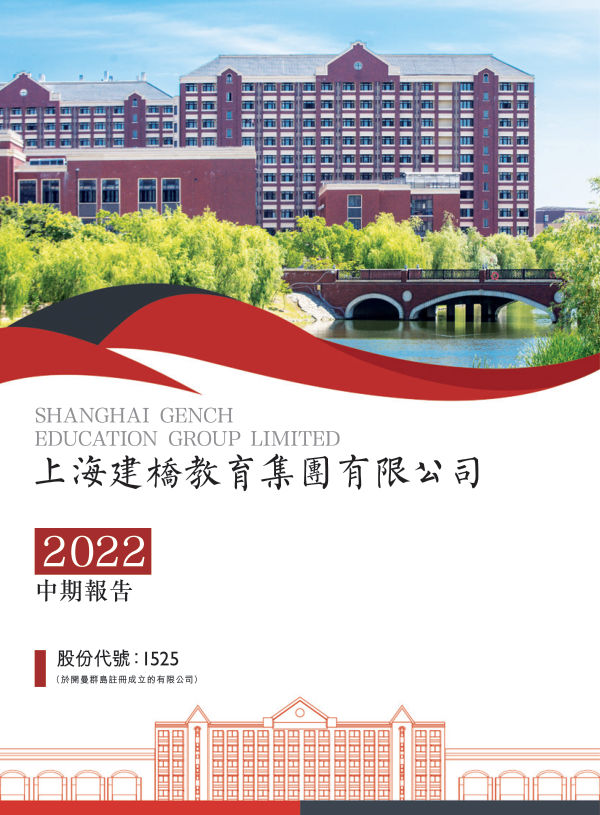 SHANGHAI GENCH
EDUCATION GROUP LIMITED
上海建橋教育集團有限公司
2022
中期報告
股份代號：1525
（於開曼群島註冊成立的有限公司）